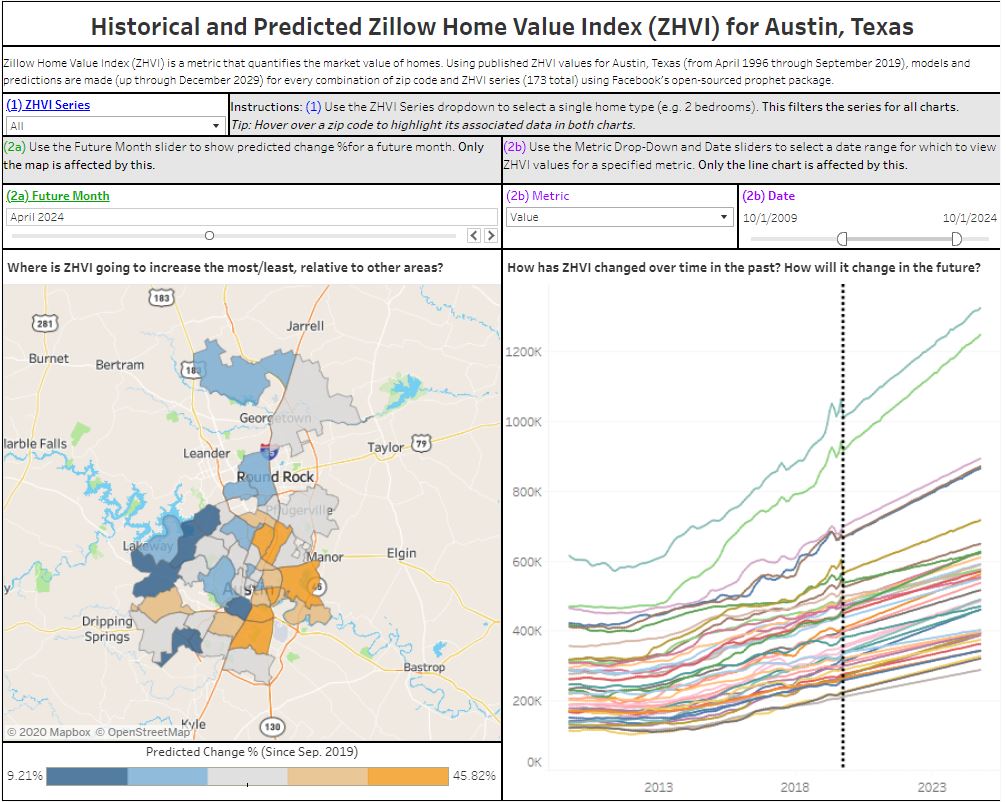 Historical and Predicted Zillow Home Value Index (ZHVI) for Austin, Texas
Zillow Home Value Index (ZHVI) is a metric that quantifies the market value of homes. Using published ZHVI values for Austin, Texas (from April 1996 through September 2019), models and
predictions are made (up through December 2029) for every combination of zip code and ZHVI series (173 total) using Facebook's open-sourced prophet package.
(1) ZHVI Series
All
Instructions: (1) Use the ZHVI Series dropdown to select a single home type (e.g. 2 bedrooms). This filters the series for all charts.
Tip: Hover over a zip code to highlight its associated data in both charts.
(2a) Use the Future Month slider to show predicted change %for a future month. Only
the map is affected by this.
(2b) Use the Metric Drop-Down and Date sliders to select a date range for which to view
ZHVI values for a specified metric. Only the line chart is affected by this.
(2a) Future Month
April 2024
(2b) Metric
Value
(2b) Date
10/1/2009 10/1/2024
Where is ZHVI going to increase the most/least, relative to other areas?
183
281
Jarrell
Burnet
Bertram
183
Georgetown
arble Falls
Leander
Taylor
79
Round Rock
Pflugerville
Lakeway
Manor
Elgin
y
Austin
Dripping
Springs
Bastrop
Kyle
130
© 2020 Mapbox © OpenStreetMap
Predicted Change % (Since Sep. 2019)
9.21% 45.82%
How has ZHVI changed over time in the past? How will it change in the future?
1200K
1000K
800K
600K
400K
200K
0K
2013 2018 2023